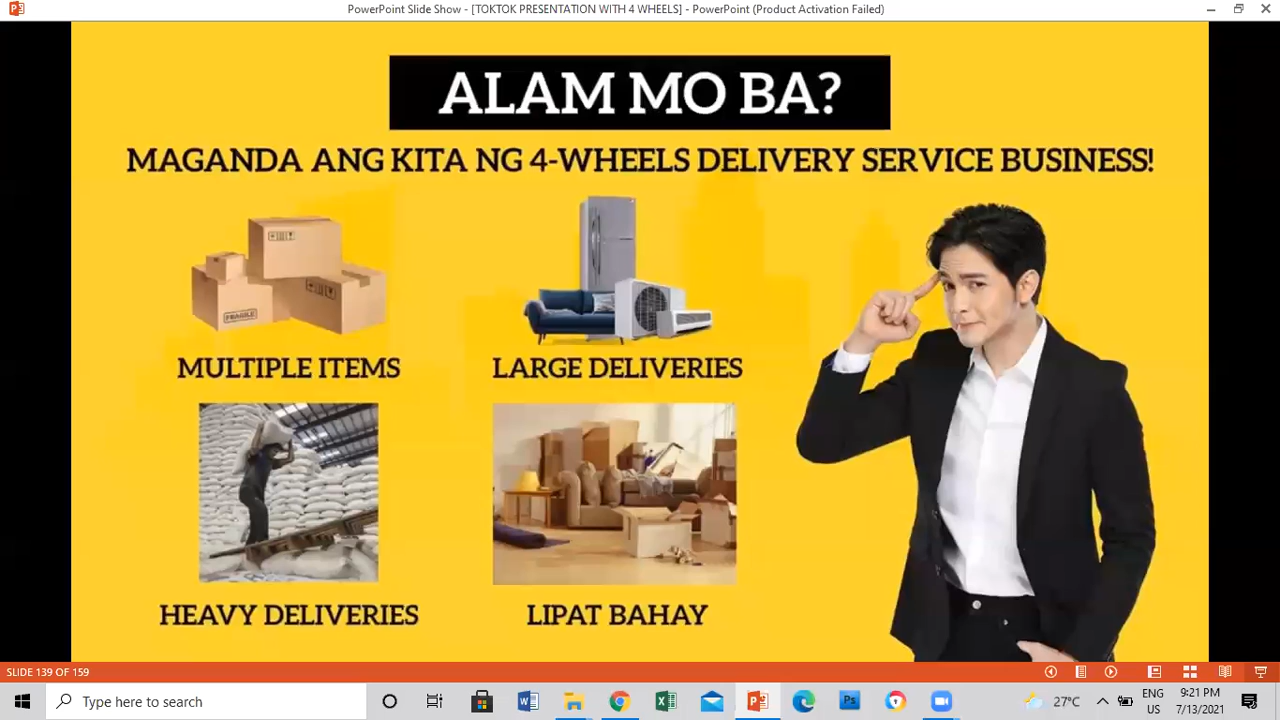 PowerPoint Slide Show - [TOKTOK PRESENTATION WITH 4 WHEELS] - PowerPoint (Product Activation Failed)
ALAM MO BA?
MAGANDA ANG KITA NG 4-WHEELS DELIVERY SERVICE BUSINESS!
FRAGILE
MULTIPLE ITEMS
LARGE DELIVERIES
HEAVY DELIVERIES
LIPAT BAHAY
SLIDE 139 OF 159
Type here to search
27°C
ENG
US
9:21 PM
7/13/2021